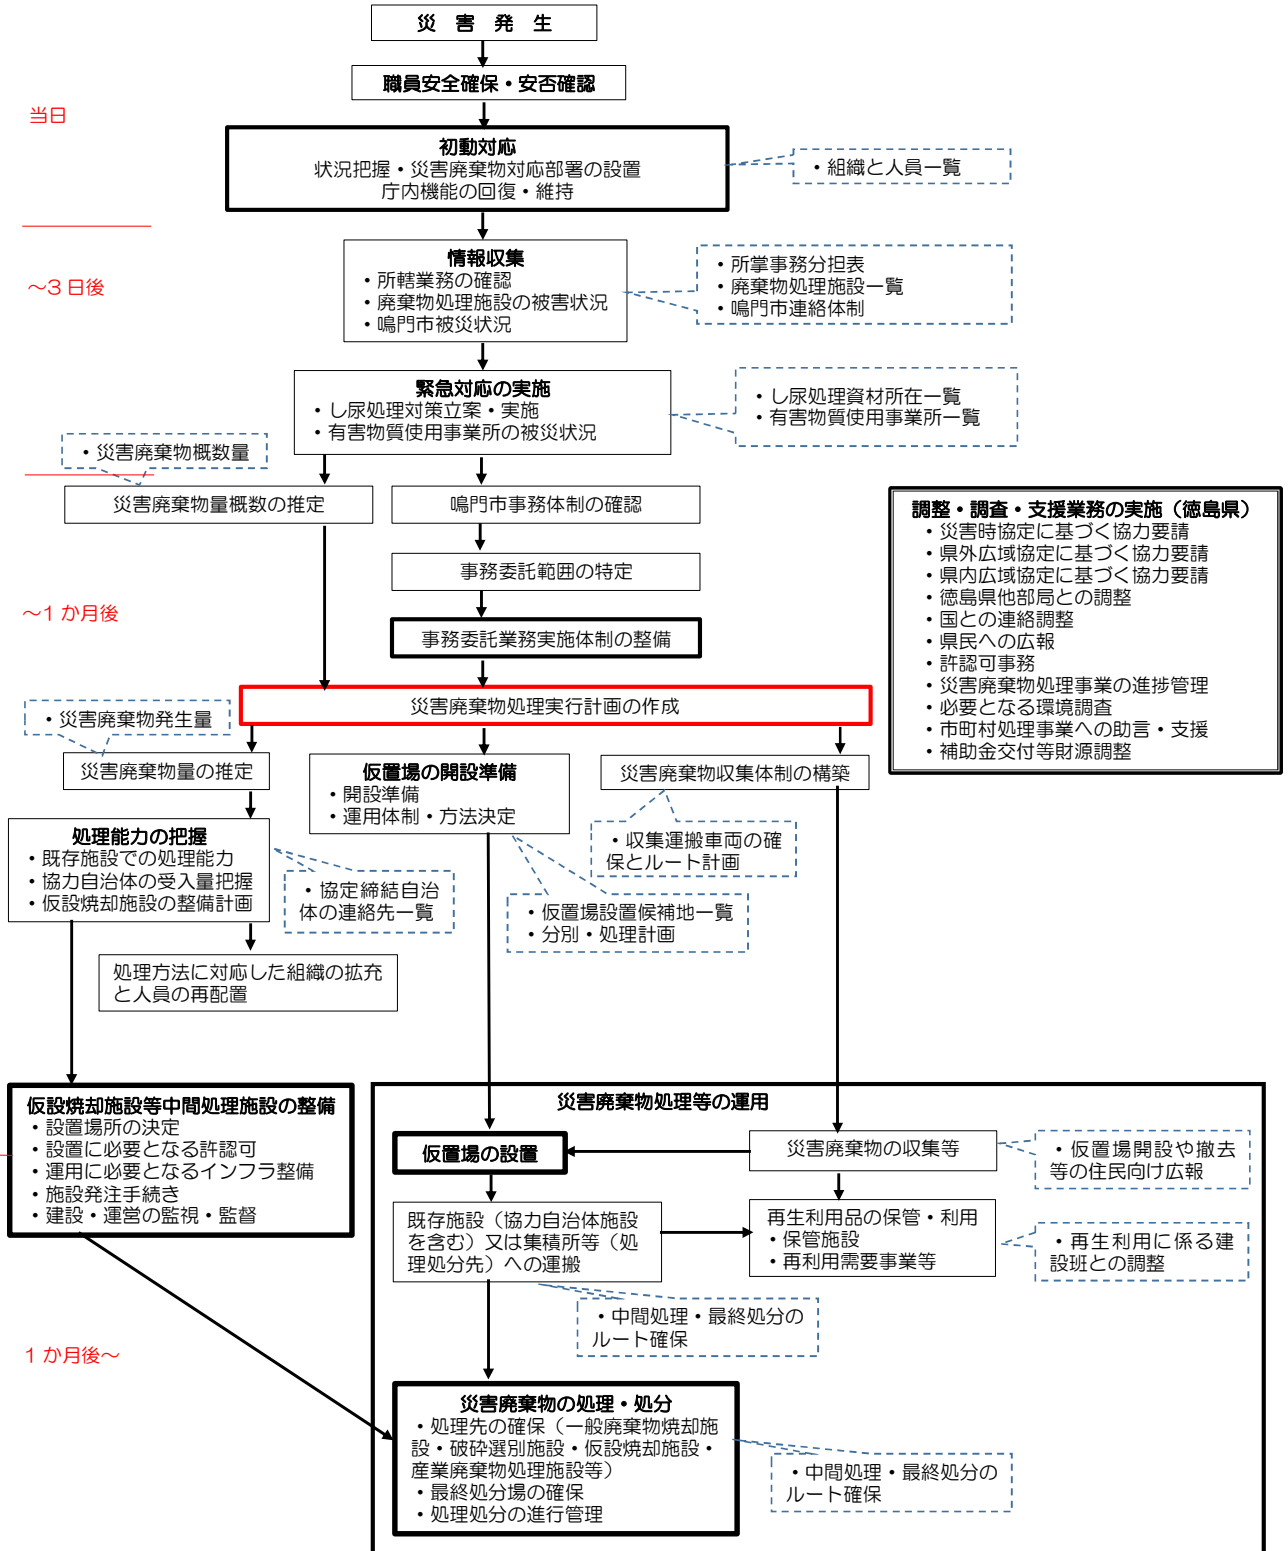 災　害　発　生
職員安全確保・安否確認
当日
初動対応
状況把握・災害廃棄物対応部署の設置
庁内機能の回復・維持
・組織と人員一覧
～3 日後
情報収集
・所轄業務の確認
・廃棄物処理施設の被害状況
・鳴門市被災状況
・所掌事務分担表
・廃棄物処理施設一覧
・鳴門市連絡体制
緊急対応の実施
・し尿処理対策立案・実施
・有害物質使用事業所の被災状況
・し尿処理資材所在一覧
・有害物質使用事業所一覧
・災害廃棄物概数量
災害廃棄物量概数の推定
鳴門市事務体制の確認
事務委託範囲の特定
～1 か月後
事務委託業務実施体制の整備
調整・調査・支援業務の実施（徳島県）
・災害時協定に基づく協力要請
・県外広域協定に基づく協力要請
・県内広域協定に基づく協力要請
・徳島県他部局との調整
・国との連絡調整
・県民への広報
・許認可事務
・災害廃棄物処理事業の進捗管理
・必要となる環境調査
・市町村処理事業への助言・支援
・補助金交付等財源調整
災害廃棄物処理実行計画の作成
・災害廃棄物発生量
災害廃棄物量の推定
仮置場の開設準備
・開設準備
・運用体制・方法決定
災害廃棄物収集体制の構築
処理能力の把握
・既存施設での処理能力
・協力自治体の受入量把握
・仮設焼却施設の整備計画
・協定締結自治
体の連絡先一覧
・仮置場設置候補地一覧
・分別・処理計画
・収集運搬車両の確
保とルート計画
処理方法に対応した組織の拡充
と人員の再配置
仮設焼却施設等中間処理施設の整備
・設置場所の決定
・設置に必要となる許認可
・運用に必要となるインフラ整備
・施設発注手続き
・建設・運営の監視・監督
災害廃棄物処理等の運用
仮置場の設置
災害廃棄物の収集等
・仮置場開設や撤去
等の住民向け広報
既存施設（協力自治体施設
を含む）又は集積所等（処
理処分先）への運搬
再生利用品の保管・利用
・保管施設
・再利用需要事業等
・再生利用に係る建
設班との調整
・中間処理・最終処分の
ルート確保
1 か月後～
災害廃棄物の処理・処分
・処理先の確保（一般廃棄物焼却施
設・破砕選別施設・仮設焼却施設・
産業廃棄物処理施設等）
・最終処分場の確保
・処理処分の進行管理
・中間処理・最終処分の
ルート確保